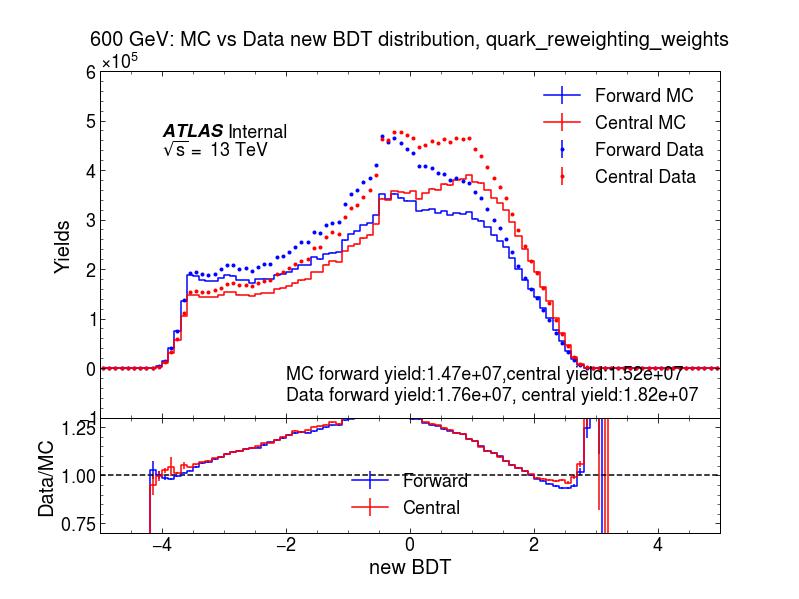 600 GeV: MC vs Data new BDT distribution, quark_reweighting_weights
×10⁵
6
5
4
3
2
1
0
1
Yields
ATLAS Internal
√s = 13 TeV
Forward MC
Central MC
Forward Data
Central Data
MC forward yield:1.47e+07,central yield:1.52e+07
Data forward yield:1.76e+07, central yield:1.82e+07
1.25
1.00
0.75
Data/MC
Forward
Central
−4
−2
0
2
4
new BDT